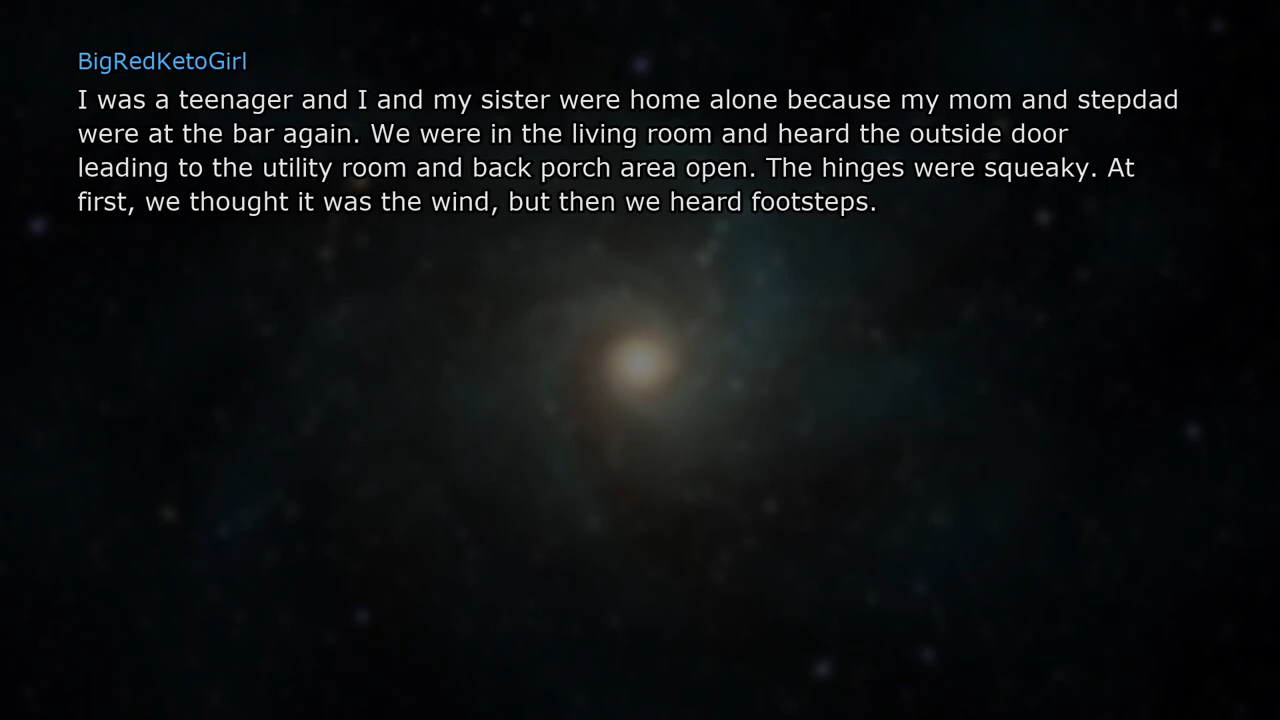 BigRedKetoGirl
I was a teenager and I and my sister were home alone because my mom and stepdad
were at the bar again. We were in the living room and heard the outside door
leading to the utility room and back porch area open. The hinges were squeaky. At
first, we thought it was the wind, but then we heard footsteps.